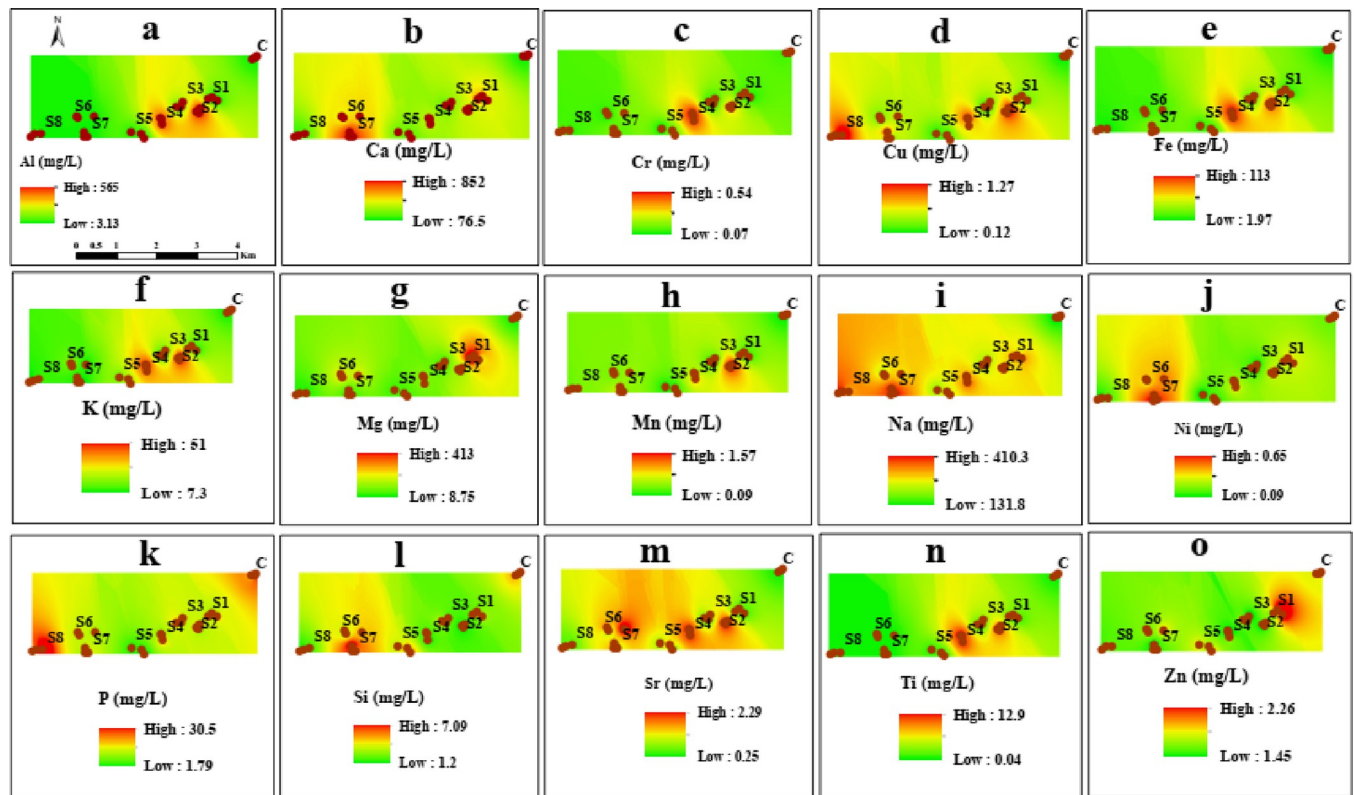 a
N
C
S3
S1
S4
S2
S5
S6
S7
S8
Al (mg/L)
High : 565
Low : 3.13
0 0.5 1 2 3 4
Km
b
C
S3
S1
S4
S2
S5
S6
S7
S8
Ca (mg/L)
High : 852
Low : 76.5
c
C
S3
S1
S4
S2
S5
S6
S7
S8
Cr (mg/L)
High : 0.54
Low : 0.07
d
C
S3
S1
S4
S2
S5
S6
S7
S8
Cu (mg/L)
High : 1.27
Low : 0.12
e
C
S3
S1
S4
S2
S5
S6
S7
S8
Fe (mg/L)
High : 113
Low : 1.97
f
C
S3
S1
S4
S2
S5
S6
S7
S8
K (mg/L)
High : 51
Low : 7.3
g
C
S3
S1
S4
S2
S5
S6
S7
S8
Mg (mg/L)
High : 413
Low : 8.75
h
C
S3
S1
S4
S2
S5
S6
S7
S8
Mn (mg/L)
High : 1.57
Low : 0.09
i
C
S3
S1
S4
S2
S5
S6
S7
S8
Na (mg/L)
High : 410.3
Low : 131.8
j
C
S3
S1
S4
S2
S5
S6
S7
S8
Ni (mg/L)
High : 0.65
Low : 0.09
k
C
S3
S1
S4
S2
S5
S6
S7
S8
P (mg/L)
High : 30.5
Low : 1.79
l
C
S3
S1
S4
S2
S5
S6
S7
S8
Si (mg/L)
High : 7.09
Low : 1.2
m
C
S3
S1
S4
S2
S5
S6
S7
S8
Sr (mg/L)
High : 2.29
Low : 0.25
n
C
S3
S1
S4
S2
S5
S6
S7
S8
Ti (mg/L)
High : 12.9
Low : 0.04
o
C
S3
S1
S4
S2
S5
S6
S7
S8
Zn (mg/L)
High : 2.26
Low : 1.45